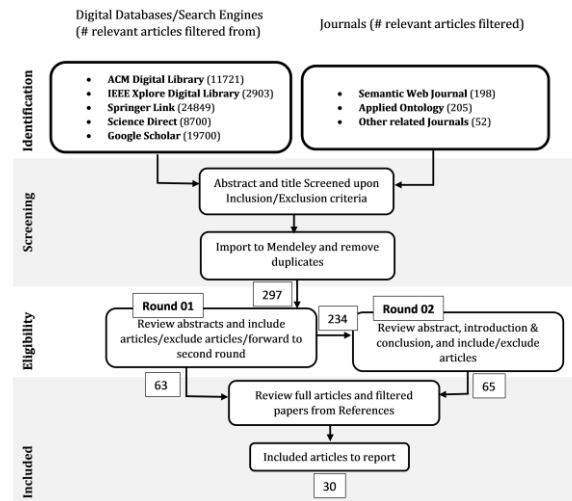 Digital Databases/Search Engines
(# relevant articles filtered from)
Journals (# relevant articles filtered)
Identification
• ACM Digital Library (11721)
• IEEE Xplore Digital Library (2903)
• Springer Link (24849)
• Science Direct (8700)
• Google Scholar (19700)
• Semantic Web Journal (198)
• Applied Ontology (205)
• Other related Journals (52)
Screening
Abstract and title Screened upon
Inclusion/Exclusion criteria
Import to Mendeley and remove
duplicates
297
Eligibility
Round 01
Review abstracts and include
articles/exclude articles/forward to
second round
234
Round 02
Review abstract, introduction &
conclusion, and include/exclude
articles
63
65
Included
Review full articles and filtered
papers from References
Included articles to report
30